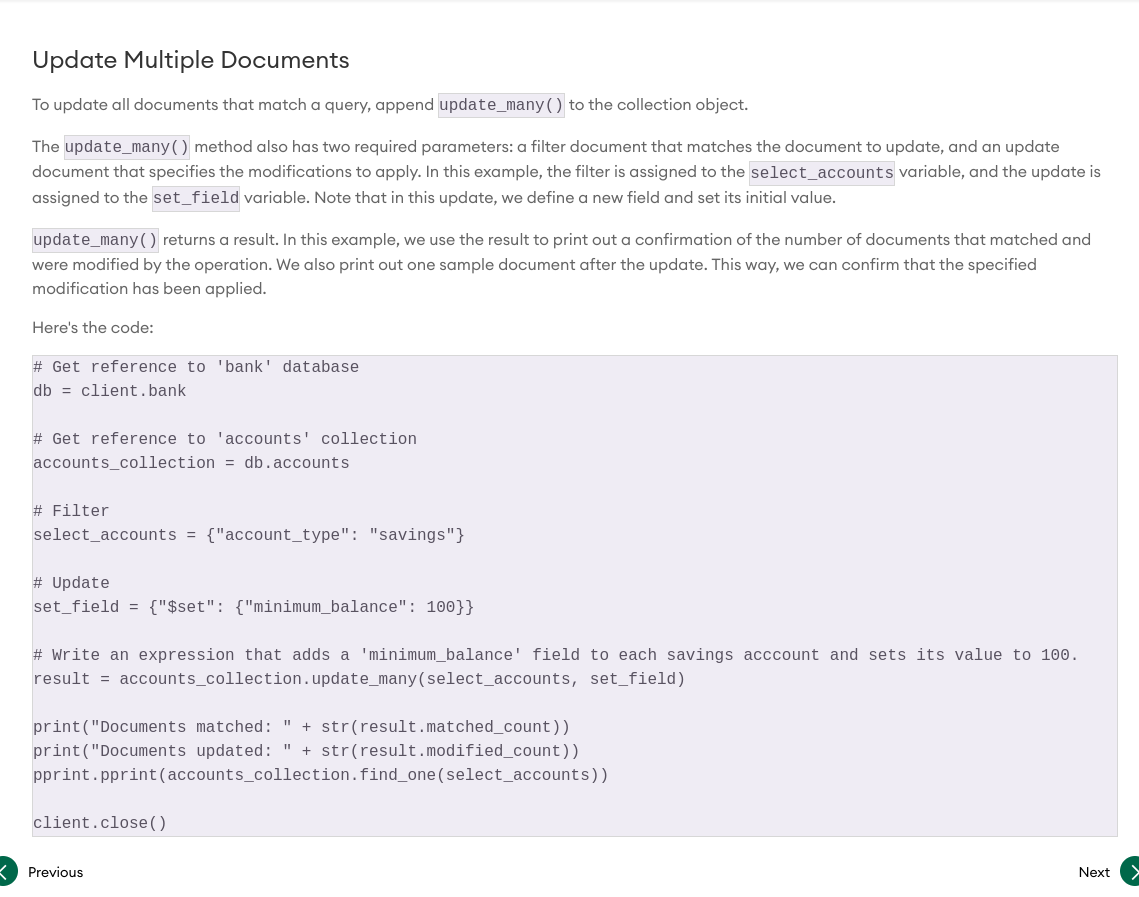 Update Multiple Documents
To update all documents that match a query, append update_many() to the collection object.
The update_many() method also has two required parameters: a filter document that matches the document to update, and an update
document that specifies the modifications to apply. In this example, the filter is assigned to the select_accounts variable, and the update is
assigned to the set_field variable. Note that in this update, we define a new field and set its initial value.
update_many() returns a result. In this example, we use the result to print out a confirmation of the number of documents that matched and
were modified by the operation. We also print out one sample document after the update. This way, we can confirm that the specified
modification has been applied.
Here's the code:
# Get reference to 'bank' database
db = client.bank
# Get reference to 'accounts' collection
accounts_collection = db.accounts
# Filter
select_accounts = {"account_type": "savings"}
# Update
set_field = {"$set": {"minimum_balance": 100}}
# Write an expression that adds a 'minimum_balance' field to each savings acccount and sets its value to 100.
result = accounts_collection.update_many(select_accounts, set_field)
print("Documents matched: " + str(result.matched_count))
print("Documents updated: " + str(result.modified_count))
pprint.pprint(accounts_collection.find_one(select_accounts))
client.close()
Previous
Next